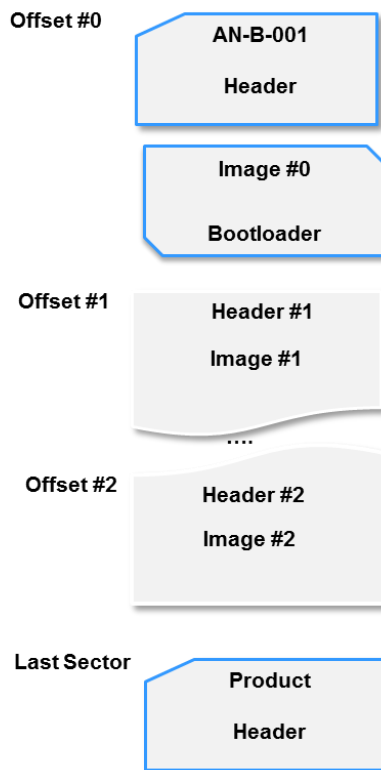 Offset #0
AN-B-001
Header
Image #0
Bootloader
Offset #1
Header #1
Image #1
....
Offset #2
Header #2
Image #2
Last Sector
Product
Header